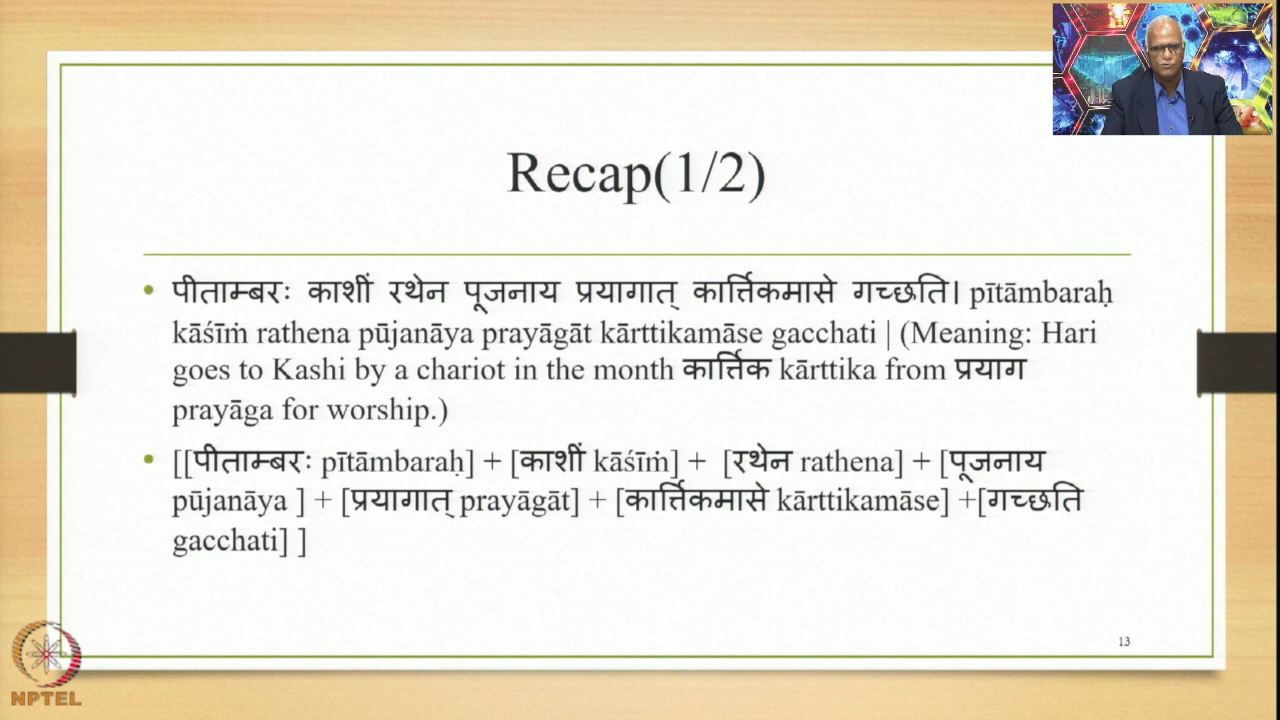 Recap(1/2)
• पीताम्बरः काशीं रथेन पूजनाय प्रयागात् कार्त्तिकमासे गच्छति। pītāmbaraḥ
kāśīṁ rathena pūjanāya prayāgāt kārttikamāse gacchati | (Meaning: Hari
goes to Kashi by a chariot in the month कार्त्तिक kārttika from प्रयाग
prayāga for worship.)
• [[पीताम्बरः pītāmbaraḥ] + [काशीं kāśīṁ] + [रथेन rathena] + [पूजनाय
pūjanāya ] + [प्रयागात् prayāgāt] + [कार्त्तिकमासे kārttikamāse] +[गच्छति
gacchati] ]
13
NPTEL